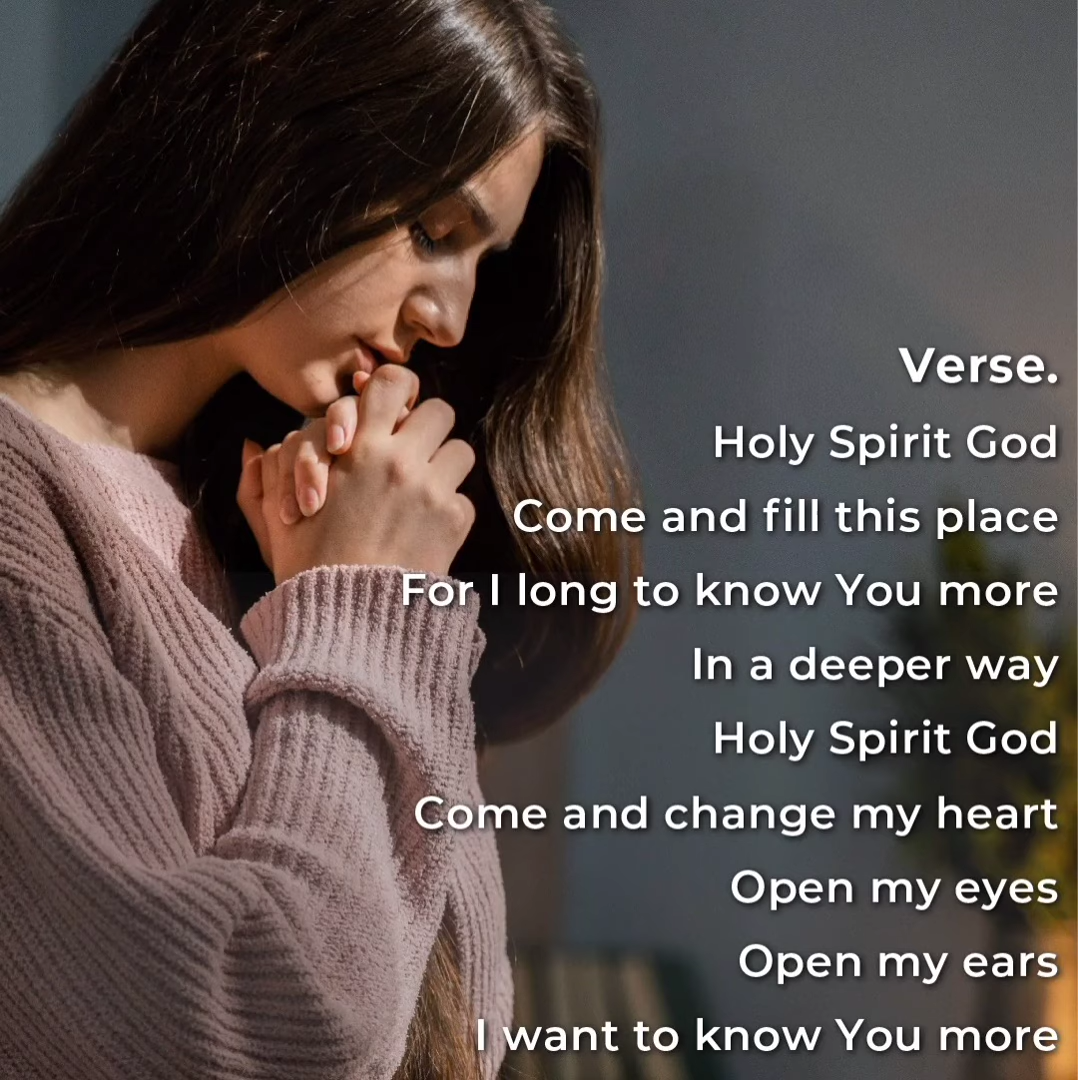 Verse.
Holy Spirit God
Come and fill this place
For I long to know You more
In a deeper way
Holy Spirit God
Come and change my heart
Open my eyes
Open my ears
I want to know You more